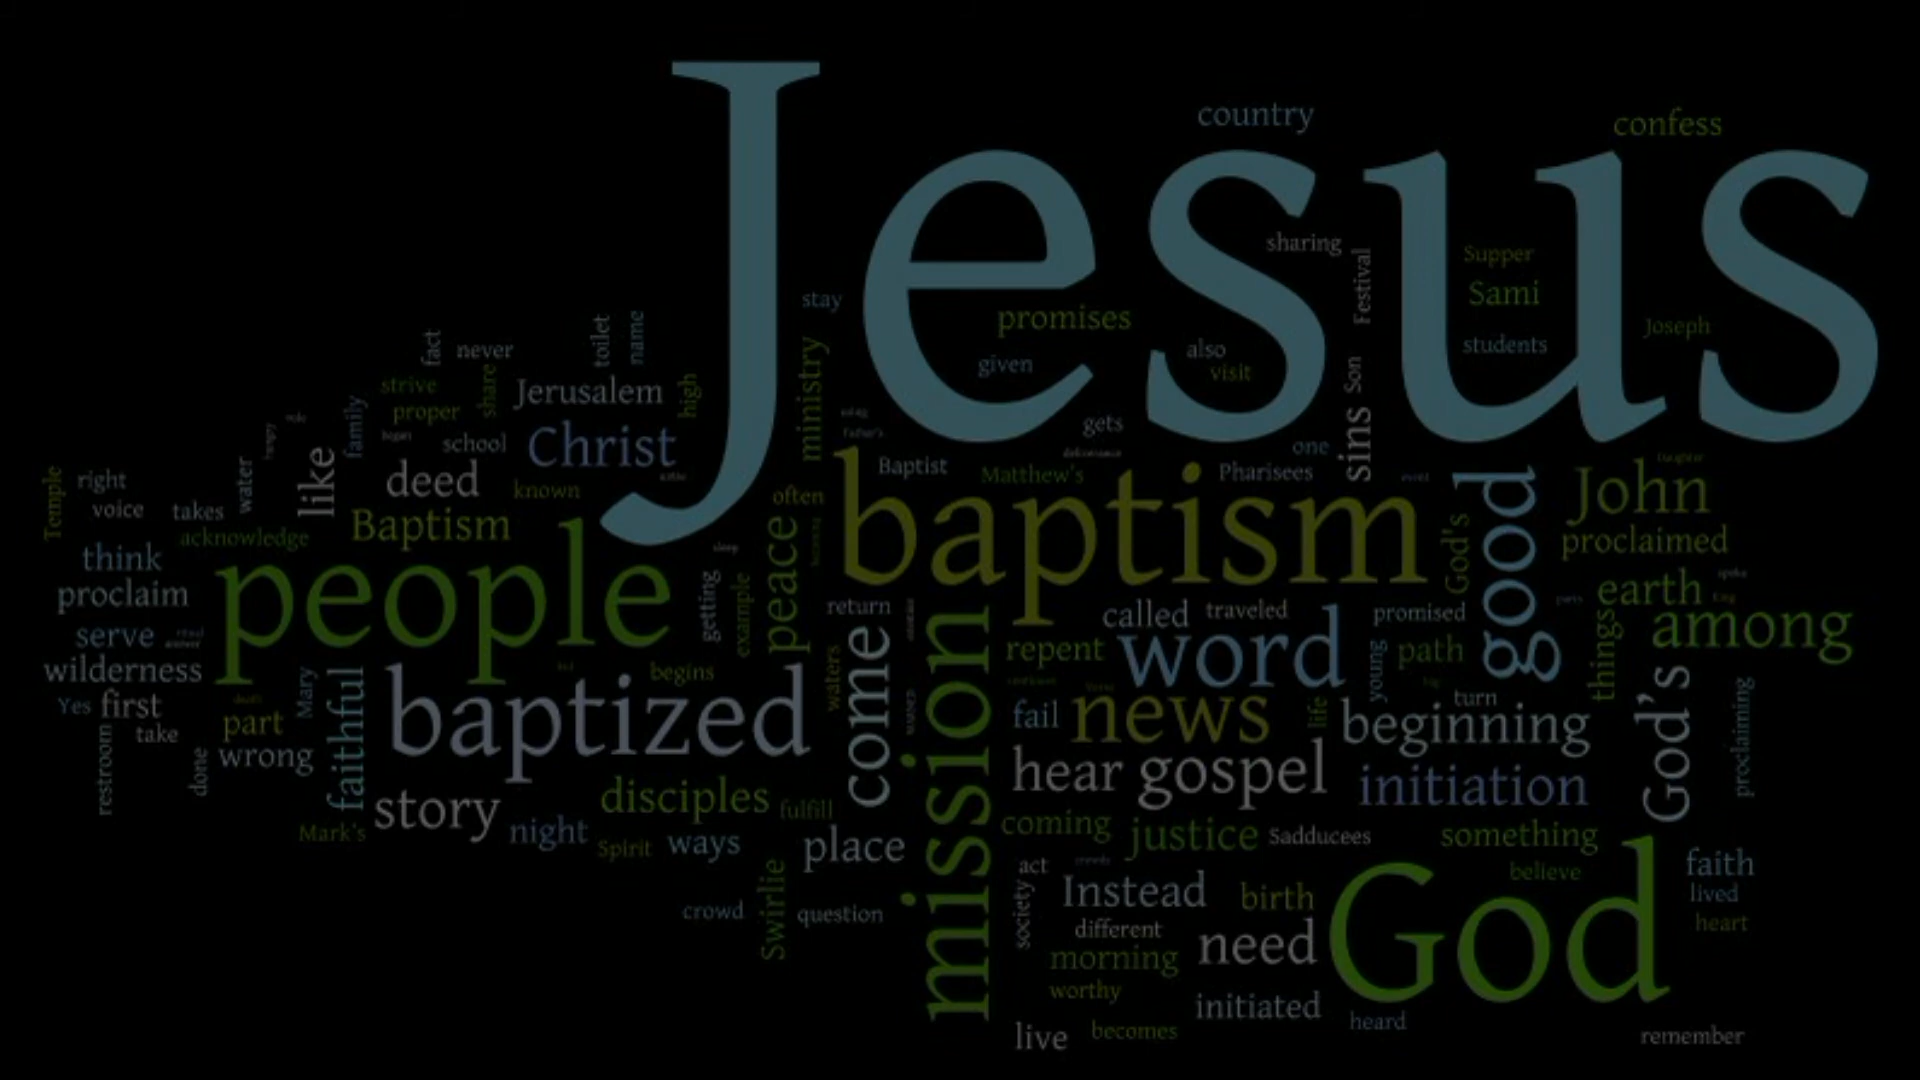 Jesus
country
confess
sharing
Festival
Supper
Sami
stay
promises
Joseph
fact
never
toilet
name
ministry
given
also
visit
Son
students
strive
share
Jerusalem
high
proper
family
school
Christ
gets
sins
one
like
deed
known
often
Baptist
Matthew's
Pharisees
Temple
right
voice
water
takes
acknowledge
Baptism
baptism
God's
good
John
proclaimed
think
proclaim
people
getting
example
peace
return
called
traveled
promised
earth
among
serve
wilderness
begins
waters
come
mission
repent
word
young
path
things
Yes
first
take
part
Mary
faithful
baptized
fail
news
life
turn
beginning
God's
proclaiming
restroom
done
wrong
hear
gospel
initiation
story
disciples
fulfill
Mark's
night
Spirit
ways
place
coming
justice
Sadducees
something
act
believe
faith
lived
heart
crowd
Swirlie
question
society
Instead
birth
different
need
God
morning
worthy
initiated
heard
live
becomes
remember